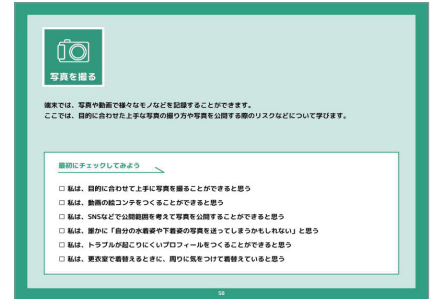 写真を撮る
端末では、写真や動画で様々なモノなどを記録することができます。
ここでは、目的に合わせた上手な写真の撮り方や写真を公開する際のリスクなどについて学びます。
最初にチェックしてみよう
□ 私は、目的に合わせて上手に写真を撮ることができると思う
□ 私は、動画の絵コンテをつくることができると思う
□ 私は、SNSなどで公開範囲を考えて写真を公開することができると思う
□ 私は、誰かに「自分の水着姿や下着姿の写真を送ってしまうかもしれない」と思う
□ 私は、トラブルが起こりにくいプロフィールをつくることができると思う
□ 私は、更衣室で着替えるときに、周りに気をつけて着替えていると思う
58